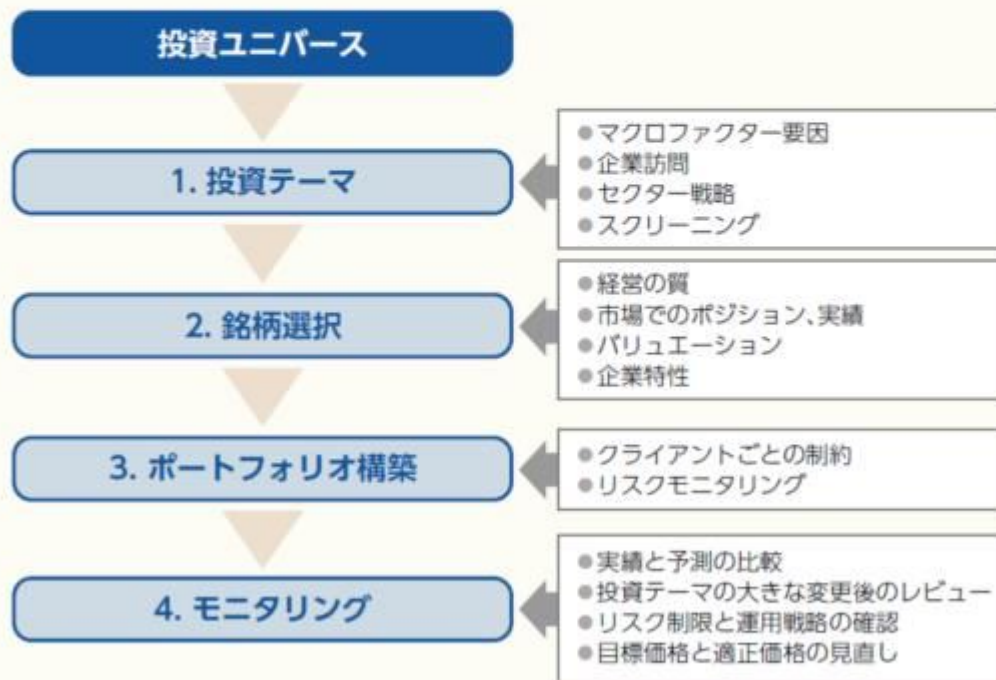 投資ユニバース
1. 投資テーマ
●マクロファクター要因
●企業訪問
●セクター戦略
●スクリーニング
2. 銘柄選択
●経営の質
●市場でのポジション、実績
●バリュエーション
●企業特性
3. ポートフォリオ構築
●クライアントごとの制約
●リスクモニタリング
4. モニタリング
●実績と予測の比較
●投資テーマの大きな変更後のレビュー
●リスク制限と運用戦略の確認
●目標価格と適正価格の見直し